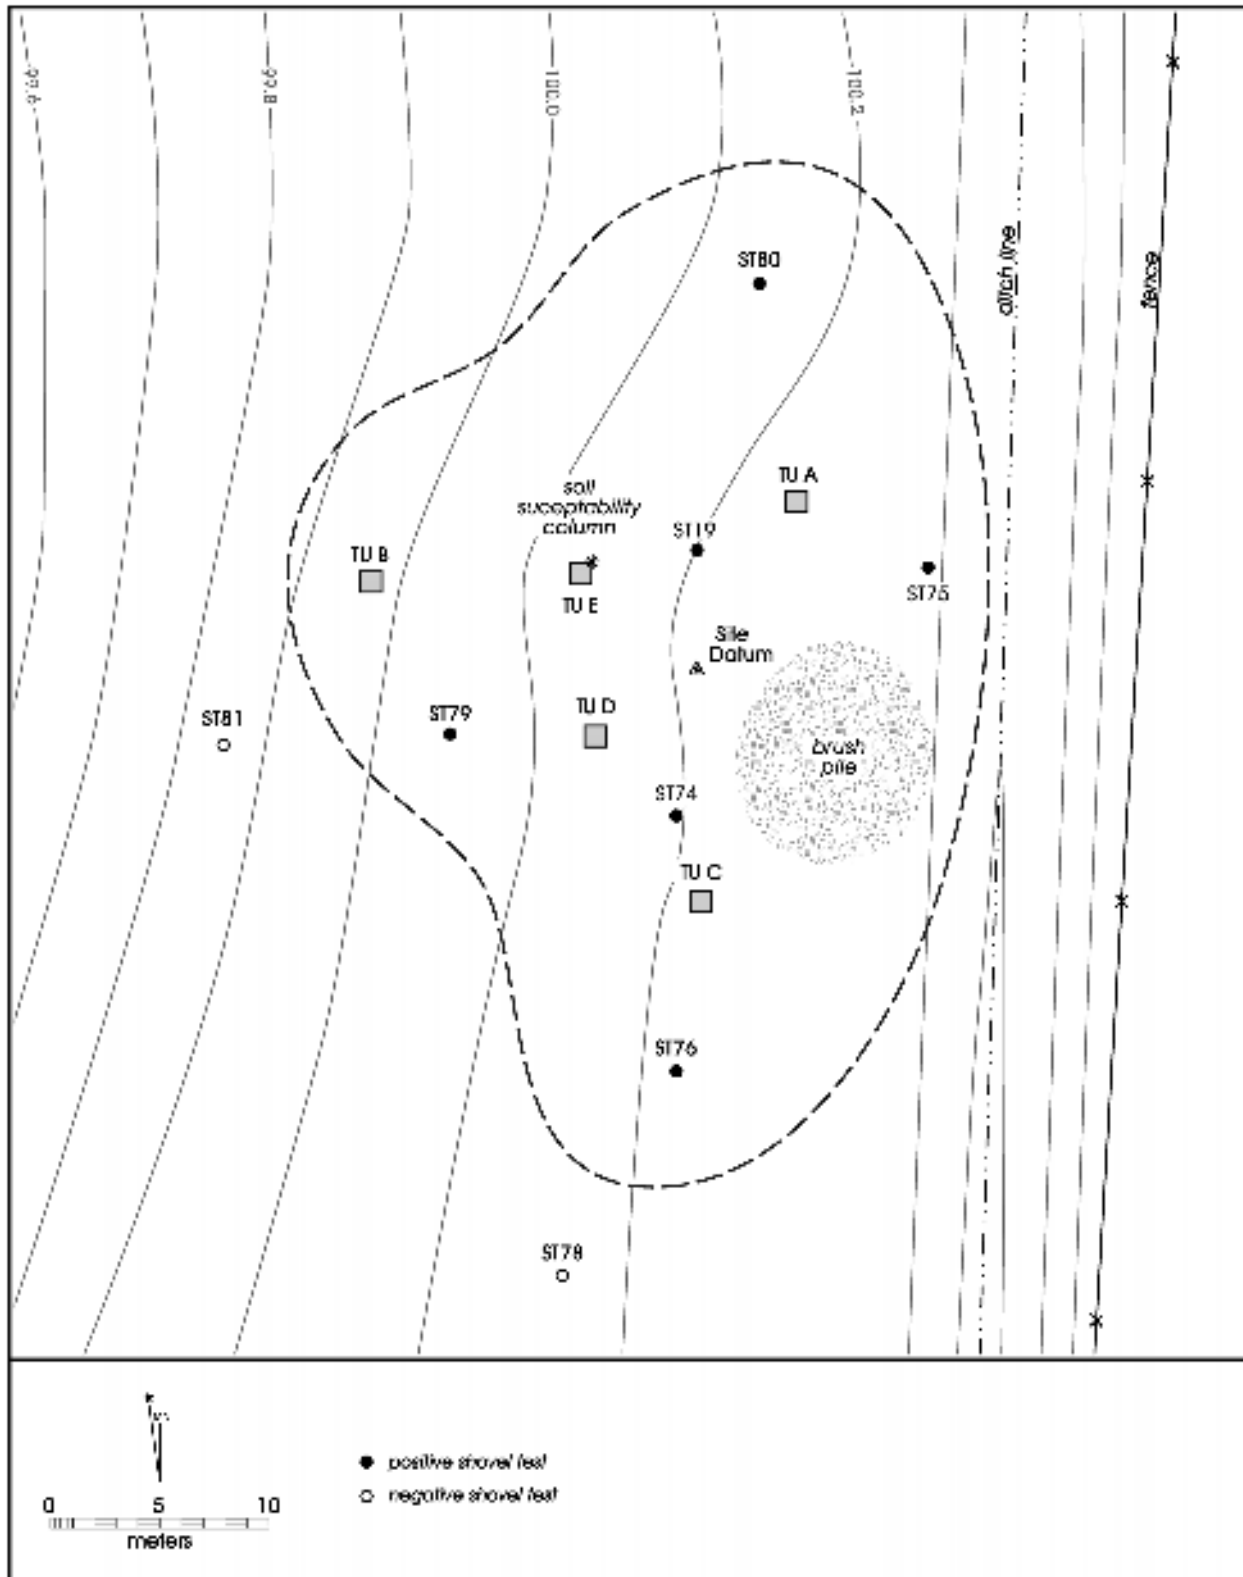 99.6
99.8
100.0
100.2
ST80
ditch line
fence
TU A
soil
suceptability
column
ST19
TU B
TU E
ST75
Site
Datum
ST81
ST79
TU D
brush
pile
ST74
TU C
ST76
ST78
positive shovel test
negative shovel test
0 5 10
meters